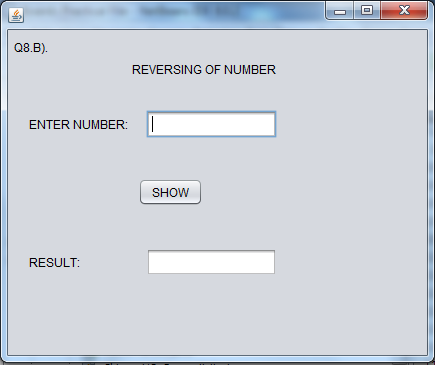 Q8.B).
REVERSING OF NUMBER
ENTER NUMBER:
SHOW
RESULT: